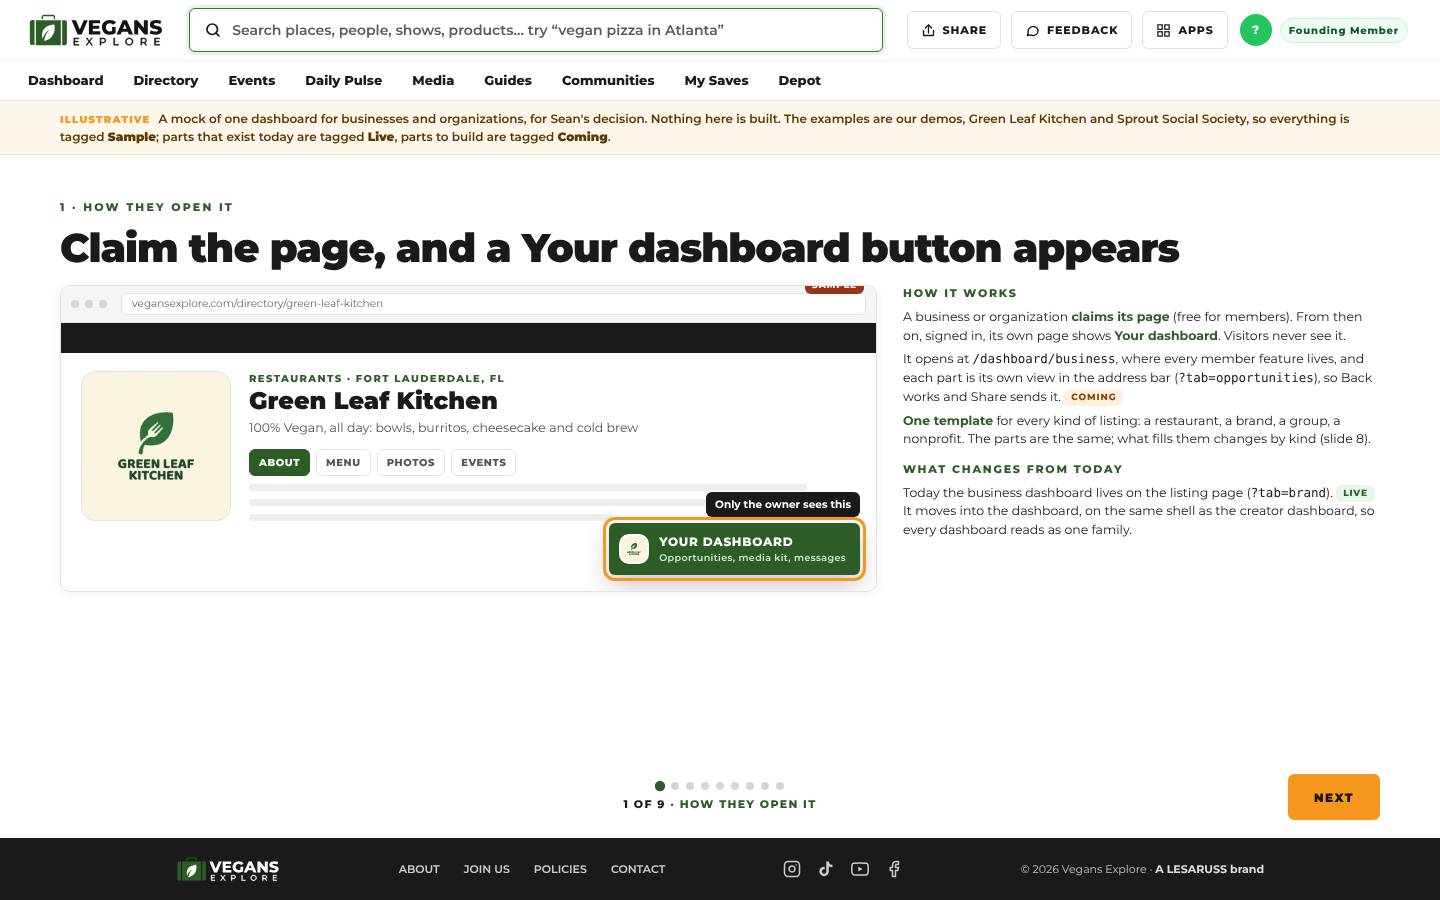 VEGANS
EXPLORE
Search places, people, shows, products... try “vegan pizza in Atlanta”
SHARE
FEEDBACK
APPS
?
Founding Member
Dashboard
Directory
Events
Daily Pulse
Media
Guides
Communities
My Saves
Depot
ILLUSTRATIVE A mock of one dashboard for businesses and organizations, for Sean's decision. Nothing here is built. The examples are our demos, Green Leaf Kitchen and Sprout Social Society, so everything is
tagged Sample; parts that exist today are tagged Live, parts to build are tagged Coming.
1 · HOW THEY OPEN IT
Claim the page, and a Your dashboard button appears
vegansexplore.com/directory/green-leaf-kitchen
SAMPLE
GREEN LEAF
KITCHEN
RESTAURANTS · FORT LAUDERDALE, FL
Green Leaf Kitchen
100% Vegan, all day: bowls, burritos, cheesecake and cold brew
ABOUT
MENU
PHOTOS
EVENTS
Only the owner sees this
YOUR DASHBOARD
Opportunities, media kit, messages
HOW IT WORKS
A business or organization claims its page (free for members). From then
on, signed in, its own page shows Your dashboard. Visitors never see it.
It opens at /dashboard/business, where every member feature lives, and
each part is its own view in the address bar (?tab=opportunities), so Back
works and Share sends it. COMING
One template for every kind of listing: a restaurant, a brand, a group, a
nonprofit. The parts are the same; what fills them changes by kind (slide 8).
WHAT CHANGES FROM TODAY
Today the business dashboard lives on the listing page (?tab=brand). LIVE
It moves into the dashboard, on the same shell as the creator dashboard, so
every dashboard reads as one family.
1 OF 9 · HOW THEY OPEN IT
NEXT
VEGANS
EXPLORE
ABOUT
JOIN US
POLICIES
CONTACT
© 2026 Vegans Explore · A LESARUSS brand